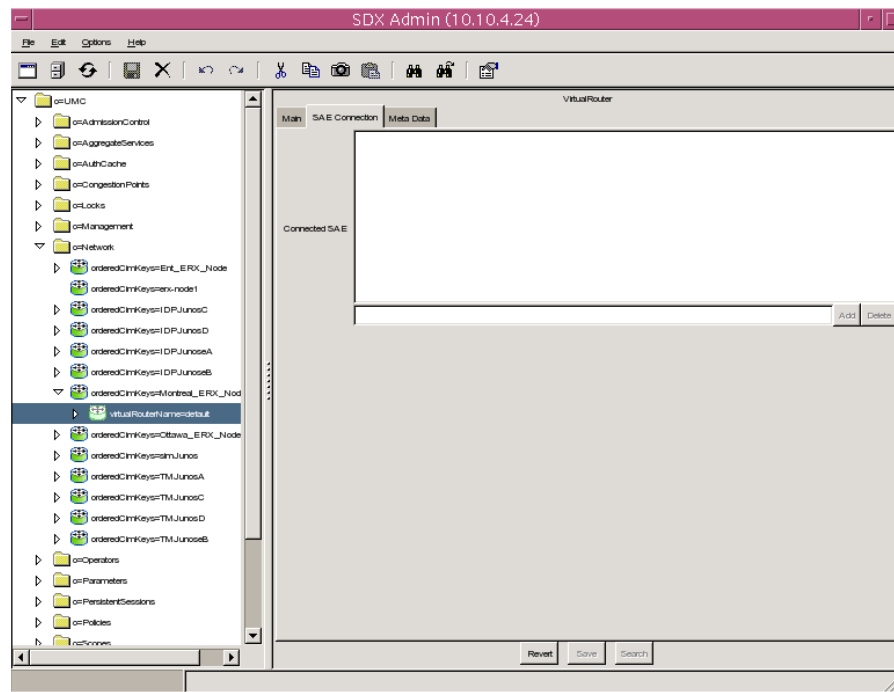 SDX Admin (10.10.4.24)
File Edit Options Help
o=UMC
o=AdmissionControl
o=AggregateServices
o=AuthCache
o=CongestionPoints
o=Locks
o=Management
o=Network
orderedCimKeys=Ent_ERX_Node
orderedCimKeys=erx-node1
orderedCimKeys=IDPJunosC
orderedCimKeys=IDPJunosD
orderedCimKeys=IDPJunoseA
orderedCimKeys=IDPJunoseB
orderedCimKeys=Montreal_ERX_Nod
virtualRouterName=default
orderedCimKeys=Ottawa_ERX_Node
orderedCimKeys=simJunos
orderedCimKeys=TMJunosA
orderedCimKeys=TMJunosC
orderedCimKeys=TMJunosD
orderedCimKeys=TMJunoseB
o=Operators
o=Parameters
o=PersistentSessions
o=Policies
o=Scopes
VirtualRouter
Main SAE Connection Meta Data
Connected SAE
Add Delete
Revert Save Search